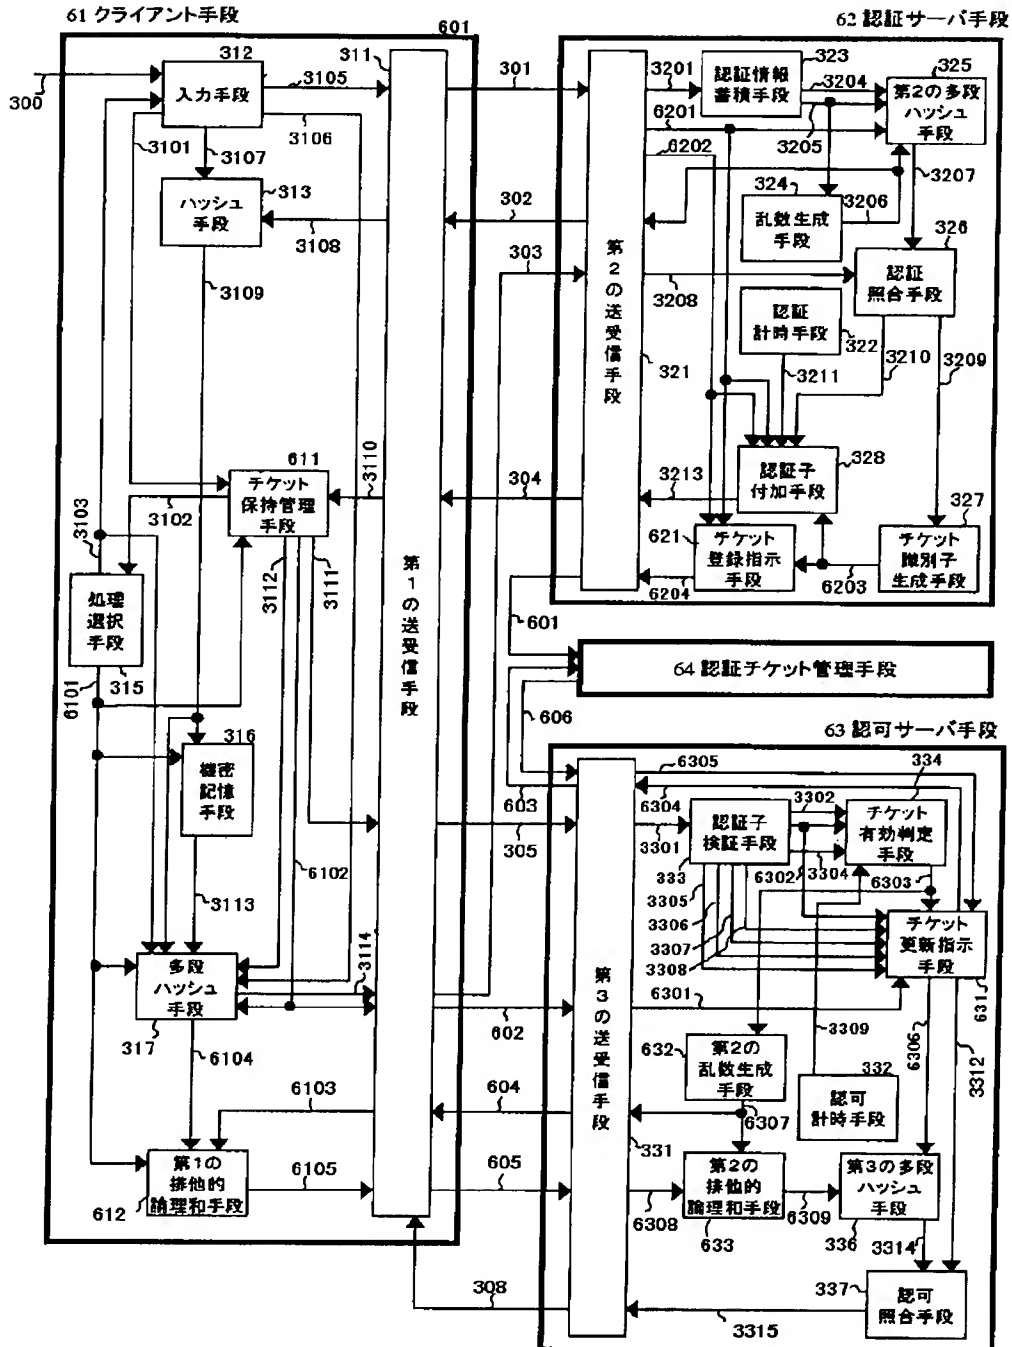 61 クライアント手段
601
62 認証サーバ手段
300
312
入力手段
3105
3106
3101
3107
311
301
3201
323
認証情報
蓄積手段
3204
3205
325
第2の多段
ハッシュ
手段
6201
6202
3207
313
ハッシュ
手段
3108
302
324
乱数生成
手段
3206
326
認証
照合手段
303
3208
3109
第2の送受信手段
321
認証
計時手段
322
3211
3210
3209
611
チケット
保持管理
手段
3110
304
3213
認証子
付加手段
328
327
チケット
識別子
生成手段
621
チケット
登録指示
手段
6203
6204
3103
3102
3112
3111
処理
選択
手段
315
6101
第1の送受信手段
601
64 認証チケット管理手段
606
603
63 認可サーバ手段
316
機密
記憶
手段
3113
6102
305
6305
6304
3301
認証子
検証手段
333
3302
334
チケット
有効判定
手段
3304
6302
6303
3305
3306
3307
3308
チケット
更新指示
手段
631
多段
ハッシュ
手段
317
3114
602
6301
第3の送受信手段
3309
6306
3312
6104
632
第2の
乱数生成
手段
6307
332
認可
計時手段
6103
604
331
第1の
排他的
論理和手段
612
6105
605
6308
第2の
排他的
論理和手段
633
6309
第3の多段
ハッシュ
手段
336
3314
308
337
認可
照合手段
3315